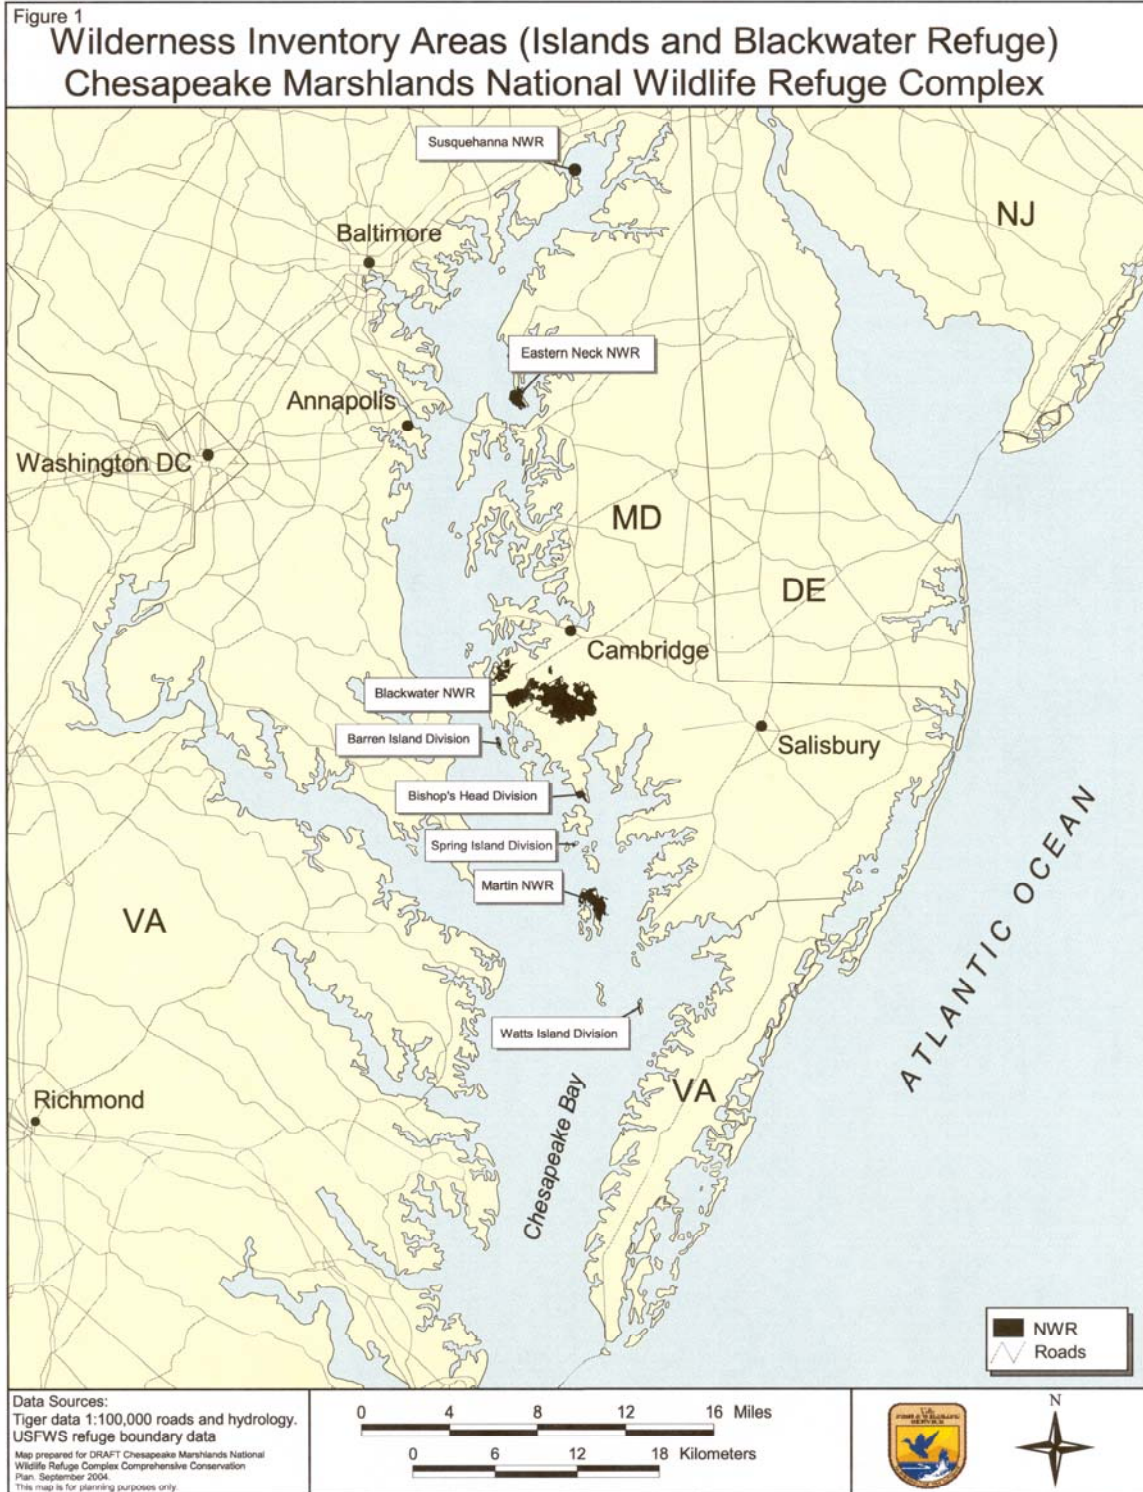 Figure 1
Wilderness Inventory Areas (Islands and Blackwater Refuge)
Chesapeake Marshlands National Wildlife Refuge Complex
Susquehanna NWR
NJ
Baltimore
Eastern Neck NWR
Annapolis
Washington DC
MD
DE
Cambridge
Blackwater NWR
Barren Island Division
Salisbury
Bishop's Head Division
Spring Island Division
Martin NWR
VA
ATLANTIC OCEAN
Watts Island Division
VA
Richmond
Chesapeake Bay
NWR
Roads
Data Sources:
Tiger data 1:100,000 roads and hydrology.
USFWS refuge boundary data
Map prepared for DRAFT Chesapeake Marshlands National
Wildlife Refuge Complex Comprehensive Conservation
Plan. September 2004.
This map is for planning purposes only.
0 4 8 12 16 Miles
0 6 12 18 Kilometers
U.S.
FISH & WILDLIFE
SERVICE
N